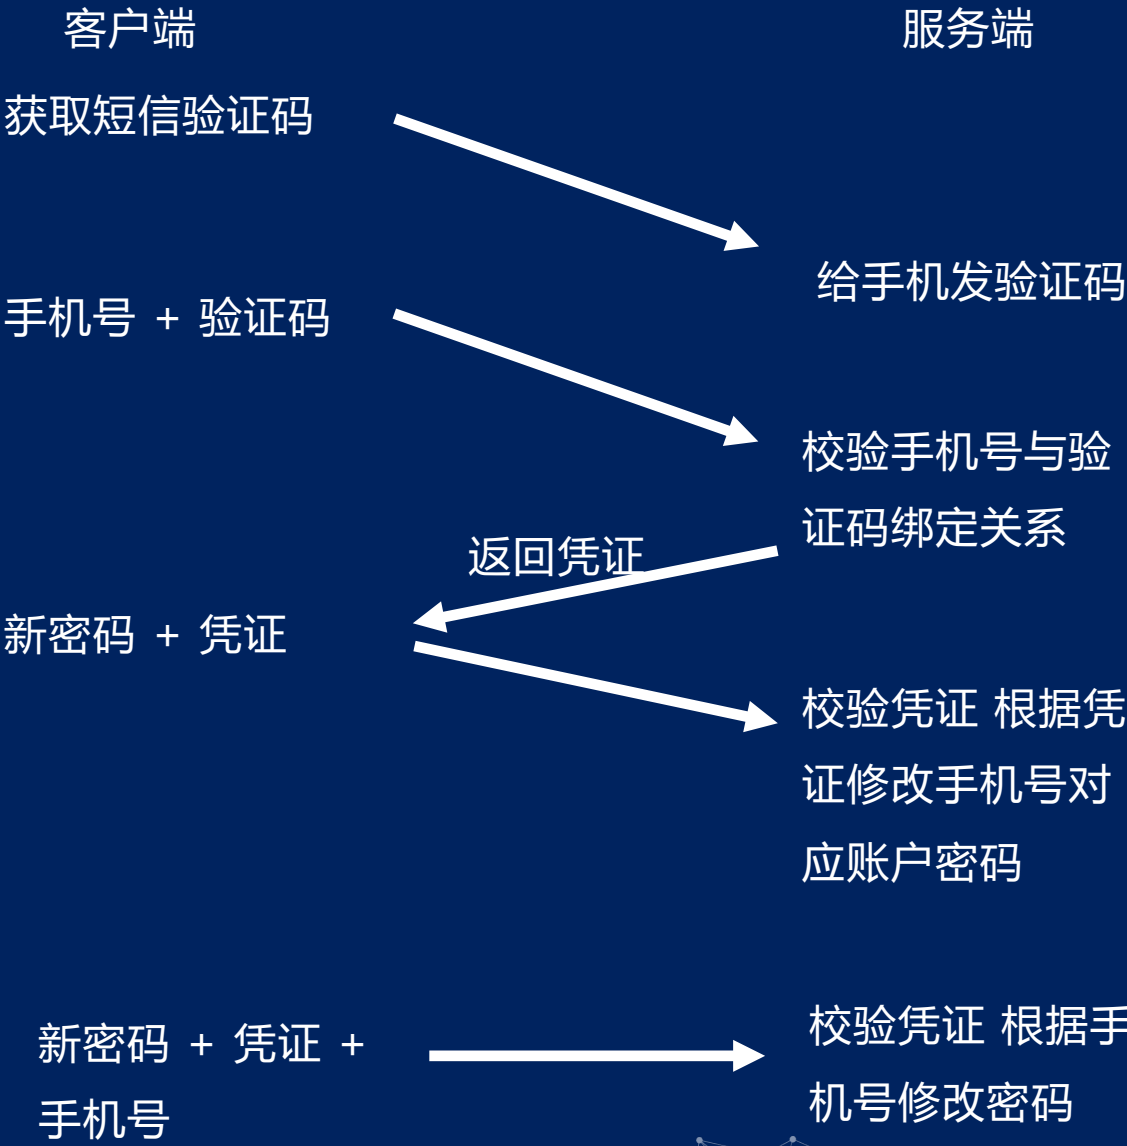 客户端
服务端
获取短信验证码
给手机发验证码
手机号 + 验证码
校验手机号与验
证码绑定关系
返回凭证
新密码 + 凭证
校验凭证 根据凭
证修改手机号对
应账户密码
新密码 + 凭证 +
手机号
校验凭证 根据手
机号修改密码